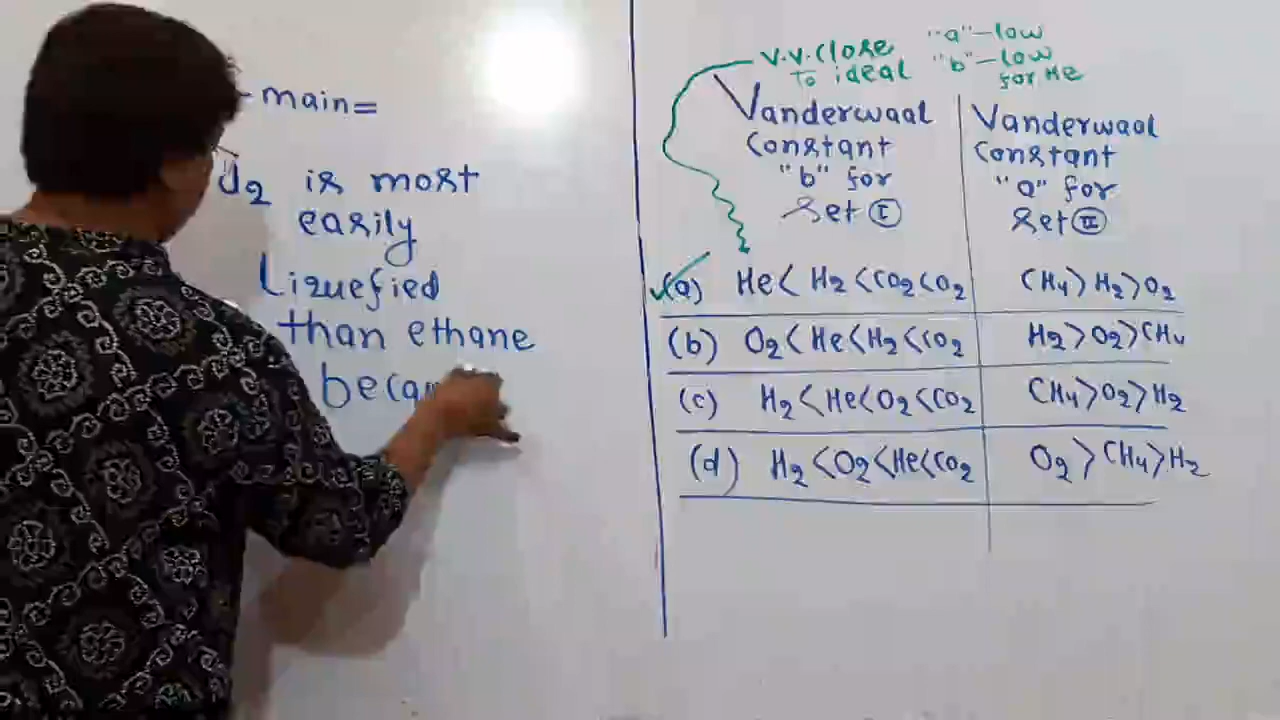 main=
is most
easily
Liquefied
than ethane
V.V.Close "a"-low
To ideal "b"-low
for He
Vanderwaal Vanderwaal
Constant Constant
"b" for "a" for
Set I Set II
(a) He< H2 <CO2<O2 CH4>H2>O2
(b) O2<He<H2<CO2 H2>O2>CH4
(c) H2<He<O2<CO2 CH4>O2>H2
(d) H2<O2<He<CO2 O2>CH4>H2